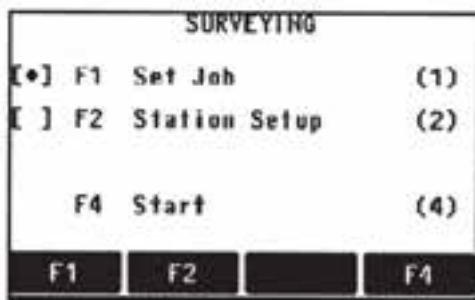 SURVEYING
[•] F1 Set Job (1)
[ ] F2 Station Setup (2)
F4 Start (4)
F1 F2 F4